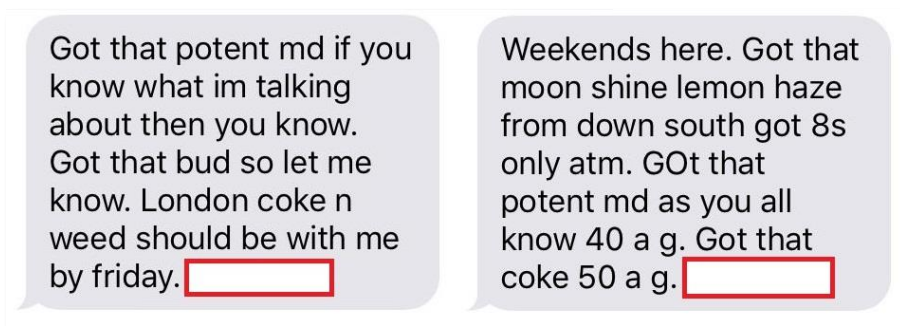 Got that potent md if you
know what im talking
about then you know.
Got that bud so let me
know. London coke n
weed should be with me
by friday.
Weekends here. Got that
moon shine lemon haze
from down south got 8s
only atm. GOt that
potent md as you all
know 40 a g. Got that
coke 50 a g.